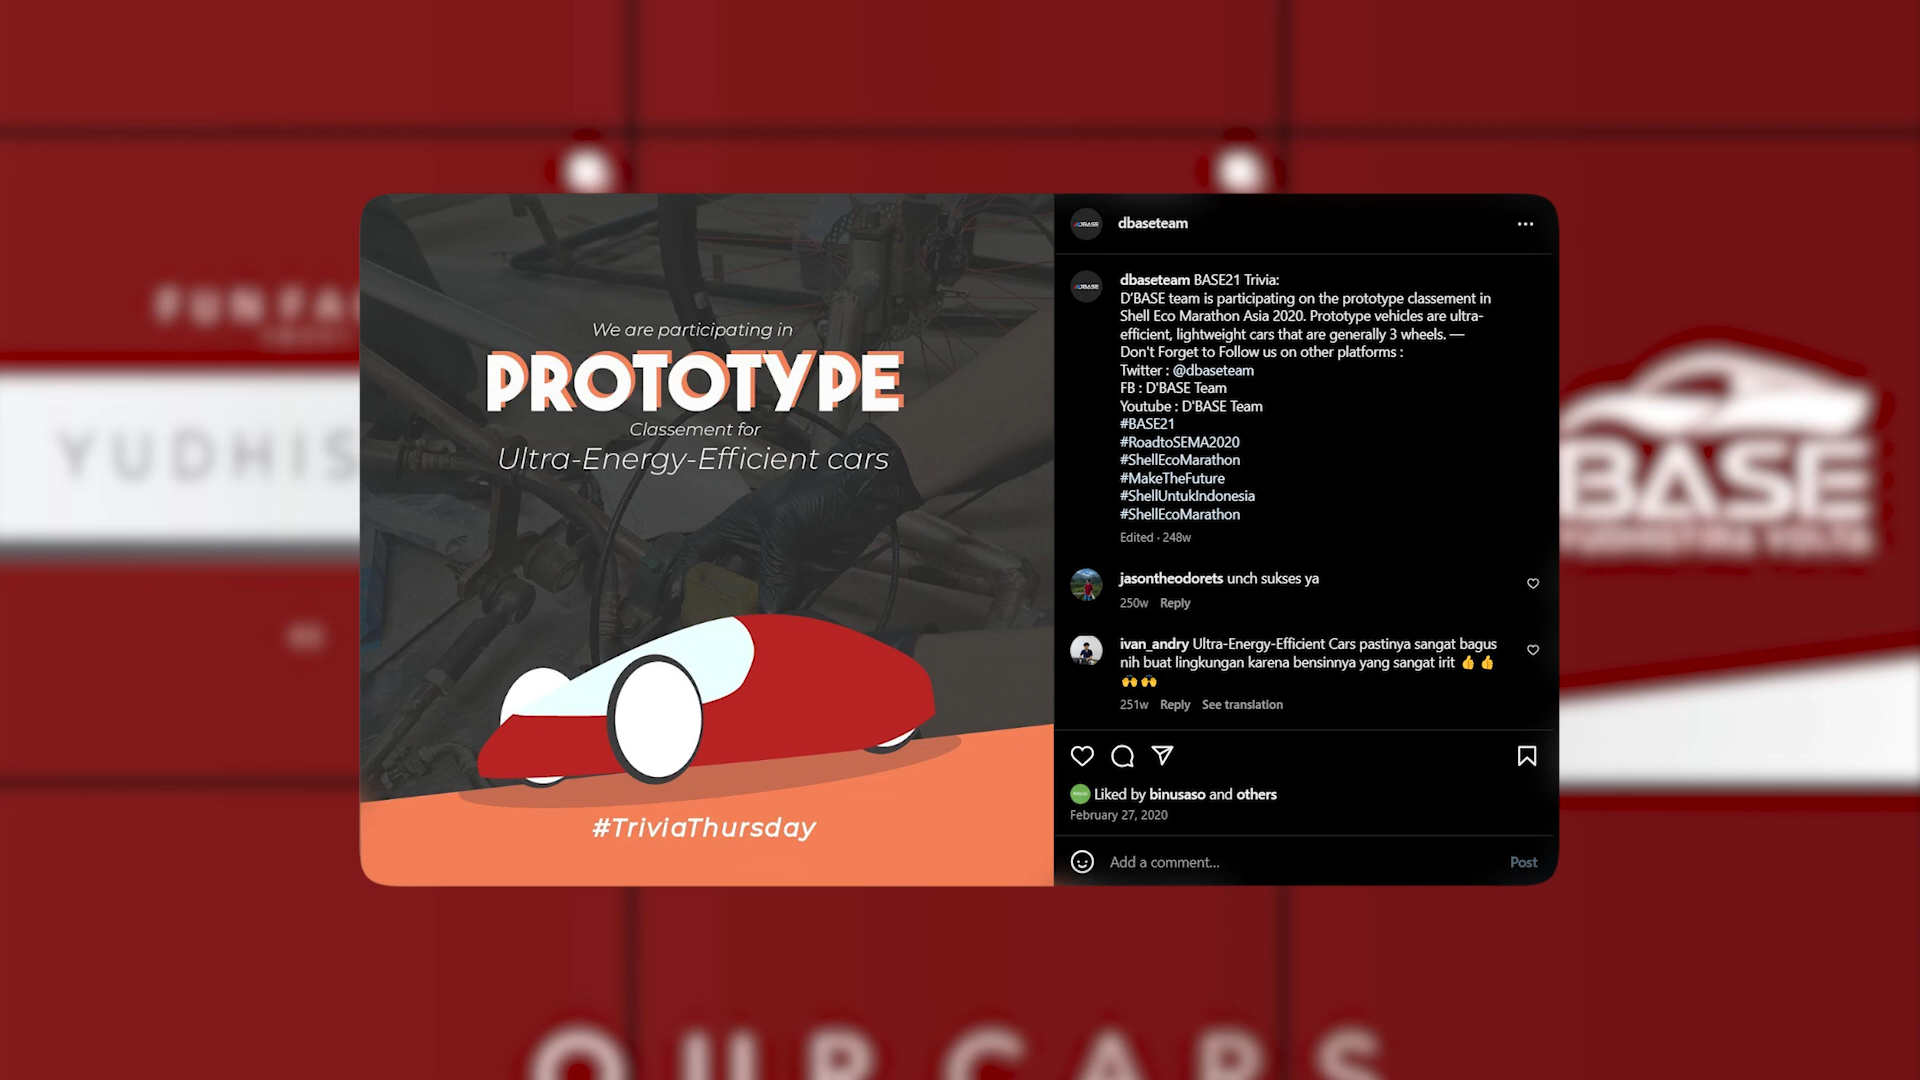 FUN FA
YUDHIS
BASE
YUDHISTIRA VOLTA
We are participating in
PROTOTYPE
Classement for
Ultra-Energy-Efficient cars
#TriviaThursday
dbaseteam
dbaseteam BASE21 Trivia:
D'BASE team is participating on the prototype classement in
Shell Eco Marathon Asia 2020. Prototype vehicles are ultra-
efficient, lightweight cars that are generally 3 wheels. —
Don't Forget to Follow us on other platforms :
Twitter : @dbaseteam
FB : D'BASE Team
Youtube : D'BASE Team
#BASE21
#RoadtoSEMA2020
#ShellEcoMarathon
#MakeTheFuture
#ShellUntukIndonesia
#ShellEcoMarathon
Edited · 248w
jasontheodorets unch sukses ya
250w Reply
ivan_andry Ultra-Energy-Efficient Cars pastinya sangat bagus
nih buat lingkungan karena bensinnya yang sangat irit 👍 👍
🙌 🙌
251w Reply See translation
Liked by binusaso and others
February 27, 2020
Add a comment...
Post
OUR CARS